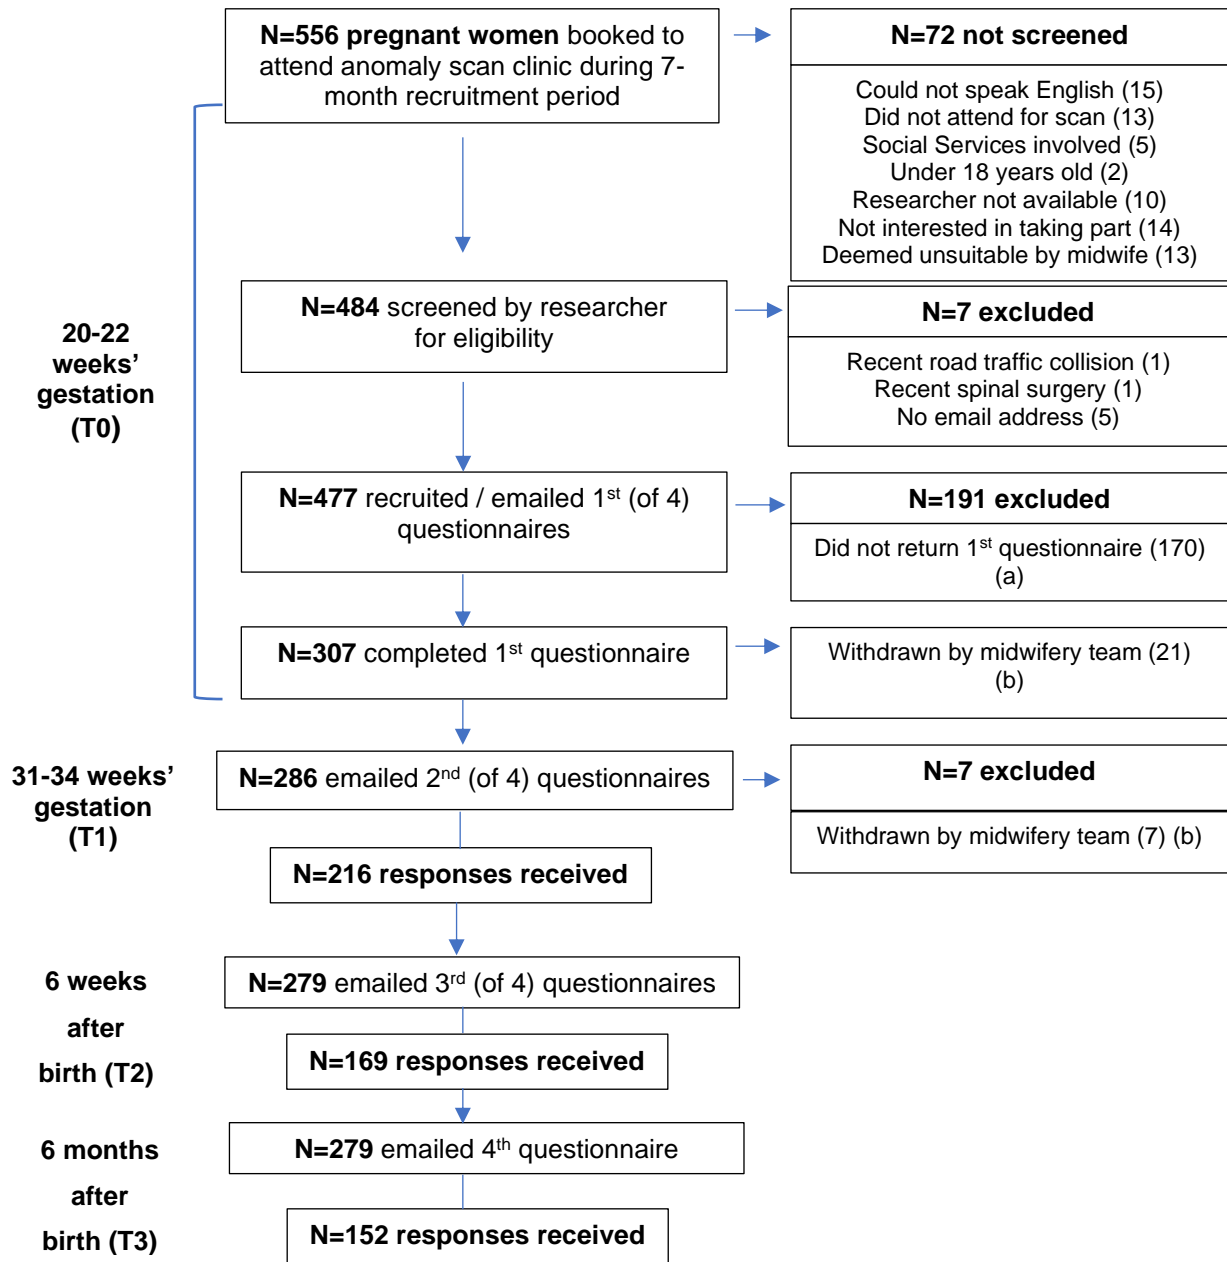 N=556 pregnant women booked to
attend anomaly scan clinic during 7-
month recruitment period
N=72 not screened
Could not speak English (15)
Did not attend for scan (13)
Social Services involved (5)
Under 18 years old (2)
Researcher not available (10)
Not interested in taking part (14)
Deemed unsuitable by midwife (13)
20-22
weeks’
gestation
(T0)
N=484 screened by researcher
for eligibility
N=7 excluded
Recent road traffic collision (1)
Recent spinal surgery (1)
No email address (5)
N=477 recruited / emailed 1st (of 4)
questionnaires
N=191 excluded
Did not return 1st questionnaire (170)
(a)
N=307 completed 1st questionnaire
Withdrawn by midwifery team (21)
(b)
31-34 weeks’
gestation
(T1)
N=286 emailed 2nd (of 4) questionnaires
N=7 excluded
Withdrawn by midwifery team (7) (b)
N=216 responses received
6 weeks
after
birth (T2)
N=279 emailed 3rd (of 4) questionnaires
N=169 responses received
6 months
after
birth (T3)
N=279 emailed 4th questionnaire
N=152 responses received